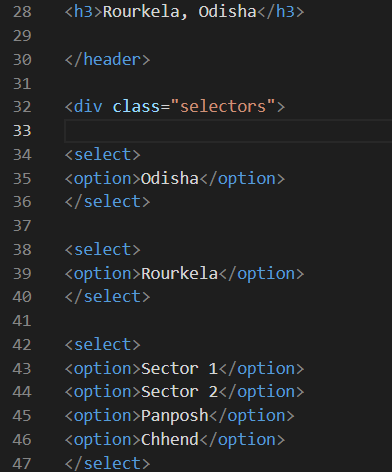 28 <h3>Rourkela, Odisha</h3>
29
30 </header>
31
32 <div class="selectors">
33
34 <select>
35 <option>Odisha</option>
36 </select>
37
38 <select>
39 <option>Rourkela</option>
40 </select>
41
42 <select>
43 <option>Sector 1</option>
44 <option>Sector 2</option>
45 <option>Panposh</option>
46 <option>Chhend</option>
47 </select>